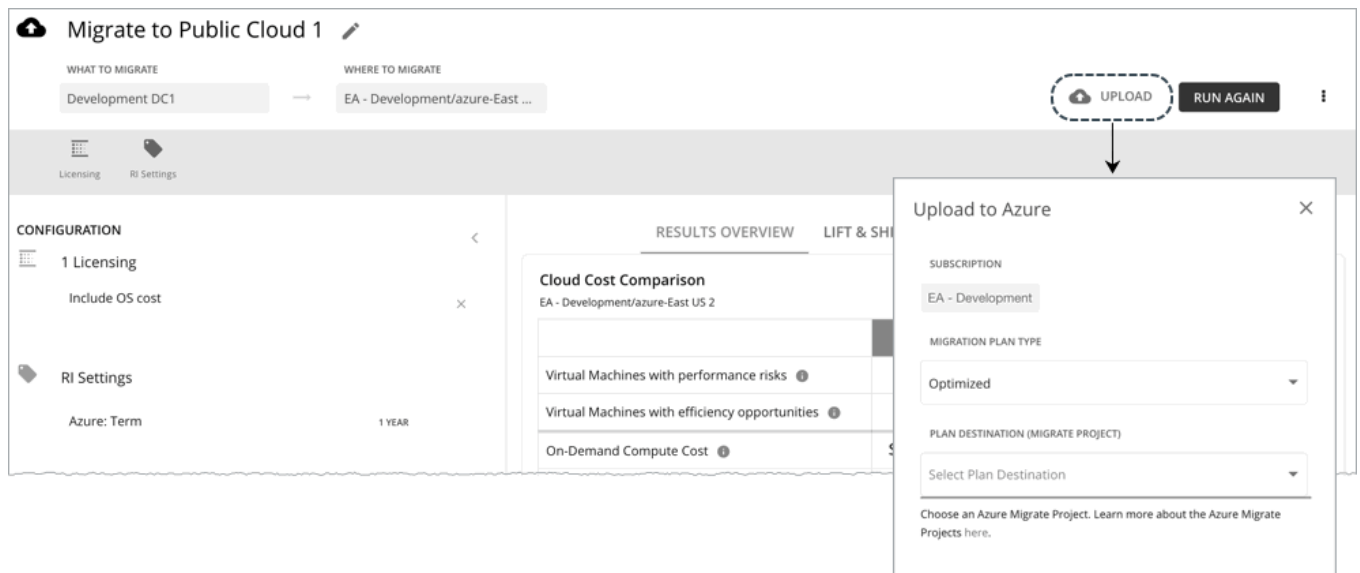 Migrate to Public Cloud 1
WHAT TO MIGRATE
WHERE TO MIGRATE
Development DC1
EA - Development/azure-East ...
UPLOAD
RUN AGAIN
Licensing
RI Settings
CONFIGURATION
1 Licensing
Include OS cost
RI Settings
Azure: Term
1 YEAR
RESULTS OVERVIEW
LIFT & SHI
Cloud Cost Comparison
EA - Development/azure-East US 2
Virtual Machines with performance risks
Virtual Machines with efficiency opportunities
On-Demand Compute Cost
Upload to Azure
SUBSCRIPTION
EA - Development
MIGRATION PLAN TYPE
Optimized
PLAN DESTINATION (MIGRATE PROJECT)
Select Plan Destination
Choose an Azure Migrate Project. Learn more about the Azure Migrate
Projects here.